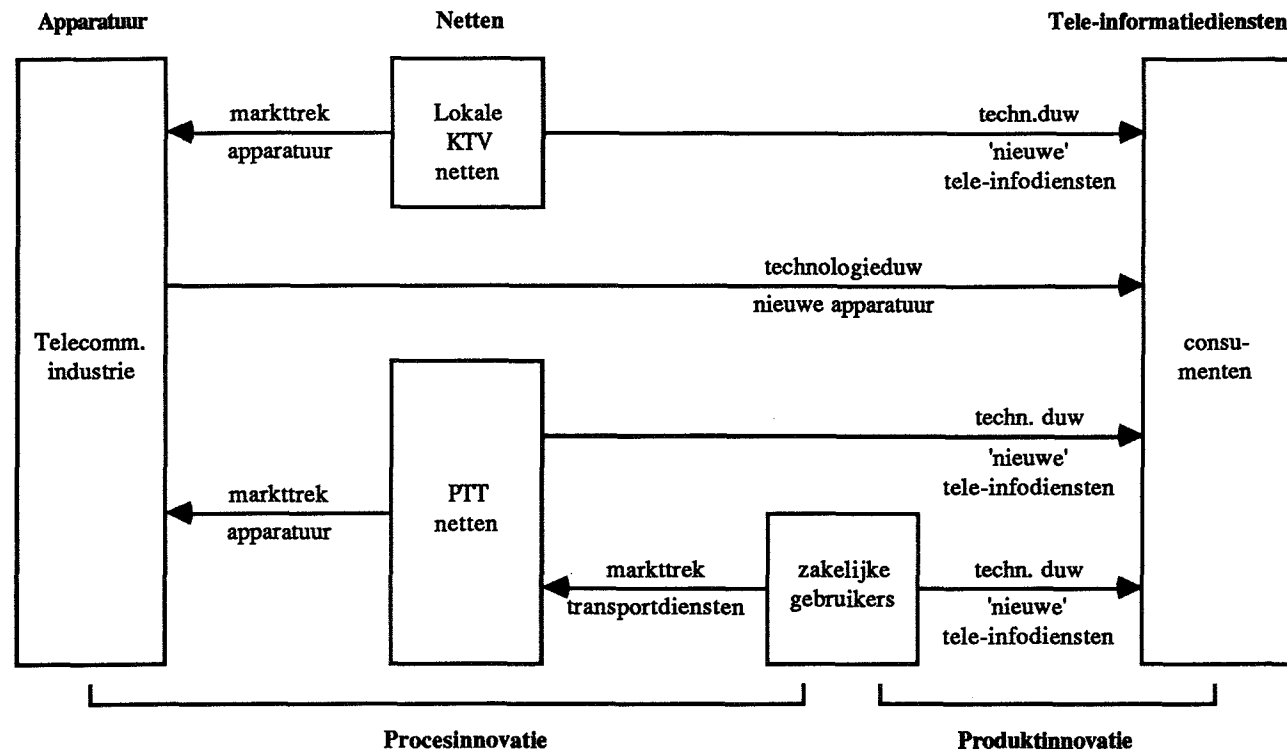 Apparatuur
Netten
Tele-informatiediensten
markttrek
apparatuur
Lokale
KTV
netten
techn.duw
'nieuwe'
tele-infodiensten
technologieduw
nieuwe apparatuur
Telecomm.
industrie
consu-
menten
techn. duw
'nieuwe'
tele-infodiensten
markttrek
apparatuur
PTT
netten
markttrek
transportdiensten
zakelijke
gebruikers
techn. duw
'nieuwe'
tele-infodiensten
Procesinnovatie
Produktinnovatie